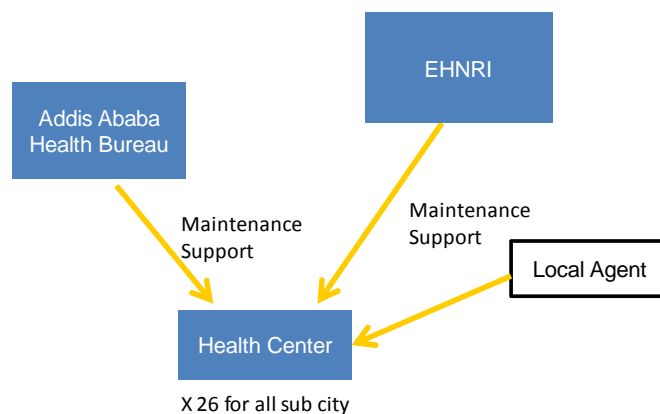 EHNRI
Addis Ababa
Health Bureau
Maintenance
Support
Maintenance
Support
Local Agent
Health Center
X 26 for all sub city